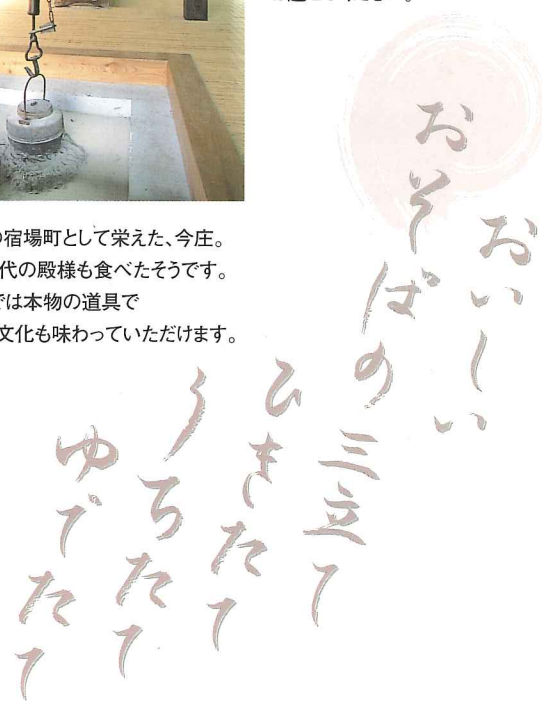 の宿場町として栄えた、今庄。
代の殿様も食べたそうです。
では本物の道具で
文化も味わっていただけます。
おいしい
おそばの三立て
ひきたて
うちたて
ゆでたて